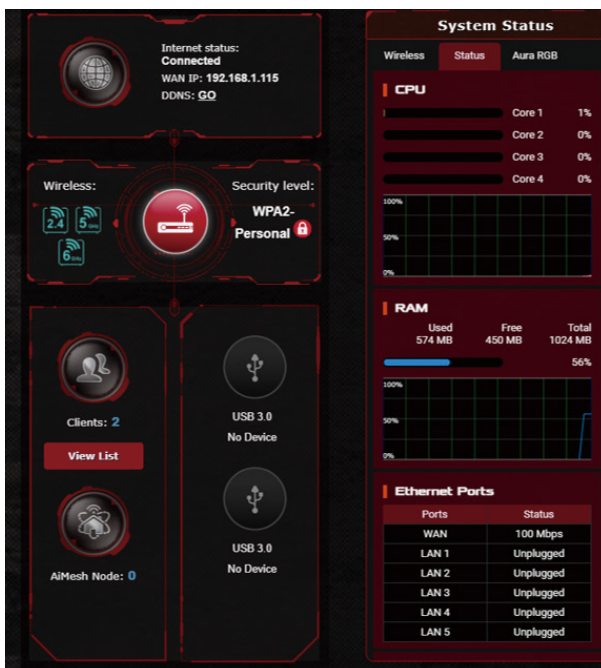 Internet status:
Connected
WAN IP: 192.168.1.115
DDNS: GO
Wireless:
2.4
5 GHz
6 GHz
Security level:
WPA2-
Personal
Clients: 2
View List
AiMesh Node: 0
USB 3.0
No Device
USB 3.0
No Device
System Status
Wireless Status Aura RGB
CPU
Core 1 1%
Core 2 0%
Core 3 0%
Core 4 0%
100%
50%
0%
RAM
Used Free Total
574 MB 450 MB 1024 MB
56%
100%
50%
0%
Ethernet Ports
Ports Status
WAN 100 Mbps
LAN 1 Unplugged
LAN 2 Unplugged
LAN 3 Unplugged
LAN 4 Unplugged
LAN 5 Unplugged